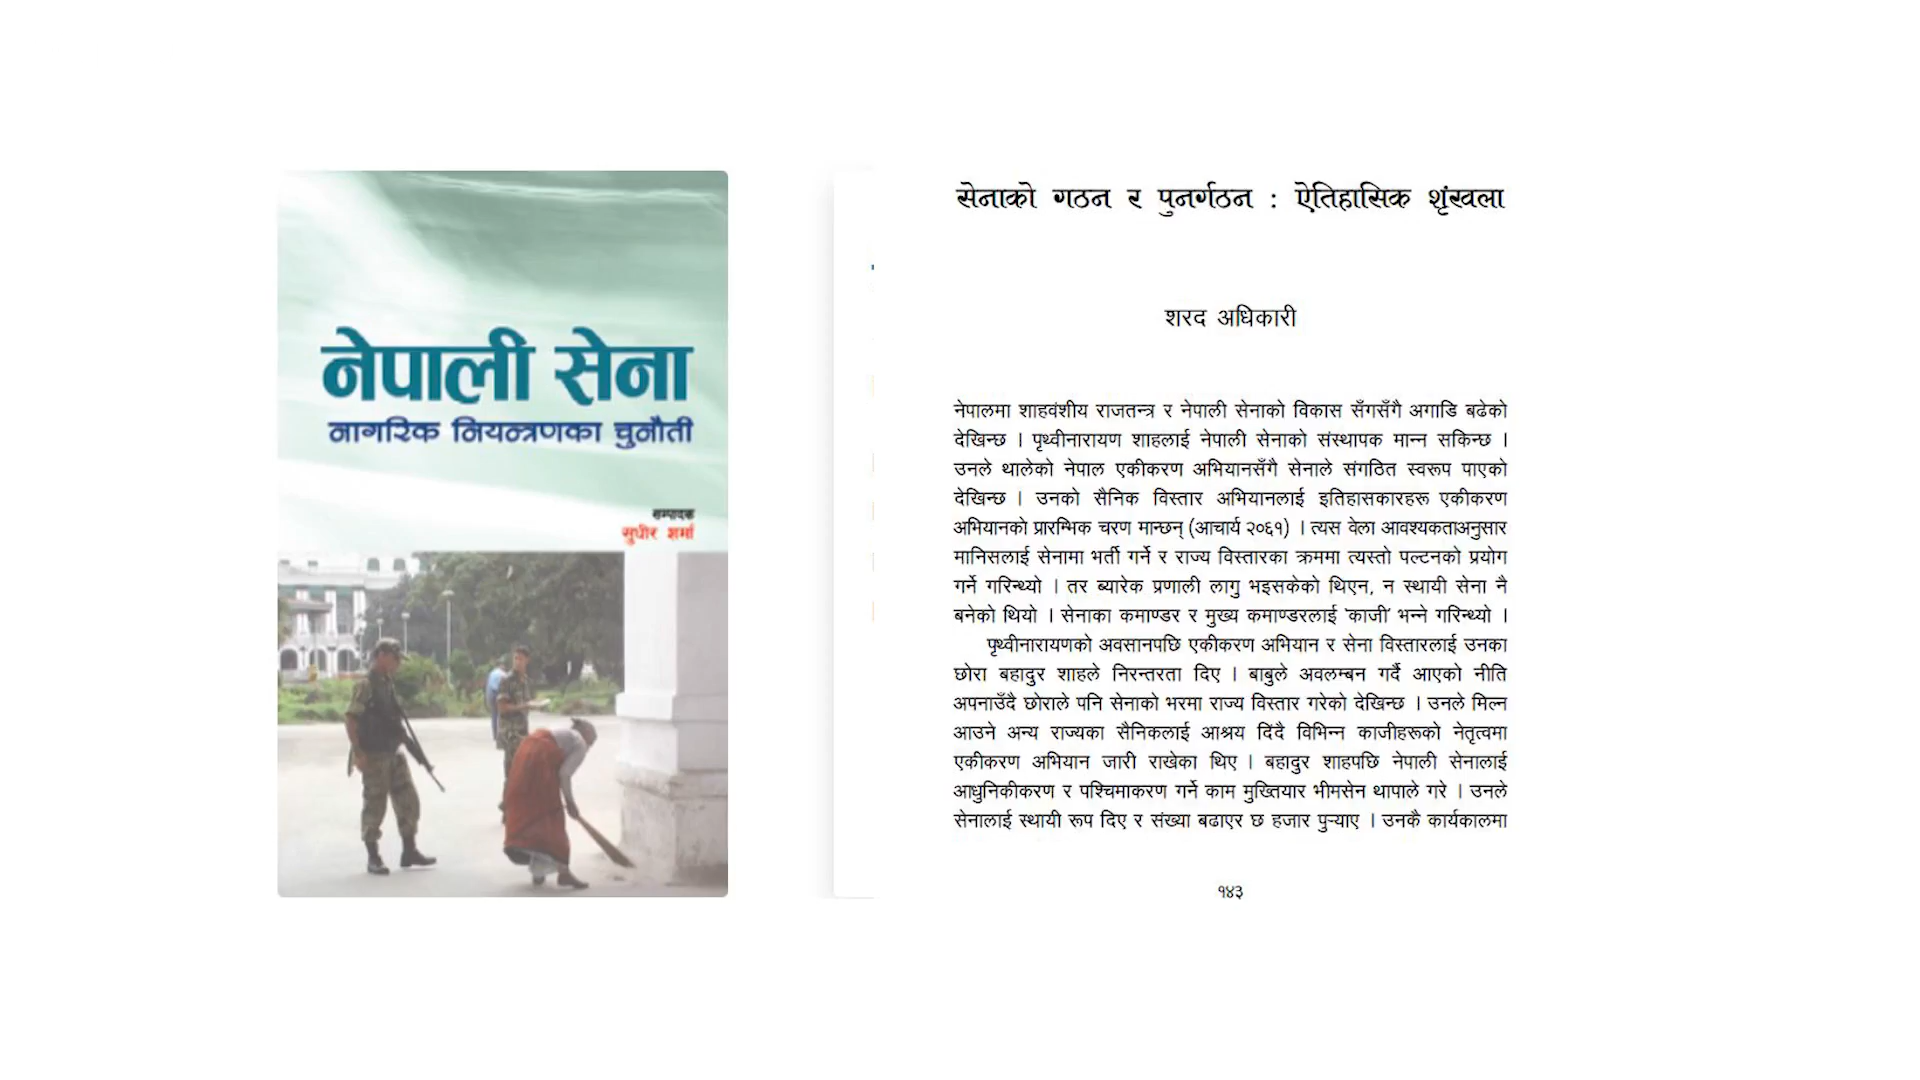 नेपाली सेना
नागरिक नियन्त्रणका चुनौती
सम्पादक
सुधीर शर्मा
सेनाको गठन र पुनर्गठन : ऐतिहासिक शृंखला
शरद अधिकारी
नेपालमा शाहवंशीय राजतन्त्र र नेपाली सेनाको विकास सँगसँगै अगाडि बढेको
देखिन्छ । पृथ्वीनारायण शाहलाई नेपाली सेनाको संस्थापक मान्न सकिन्छ ।
उनले थालेको नेपाल एकीकरण अभियानसँगै सेनाले संगठित स्वरूप पाएको
देखिन्छ । उनको सैनिक विस्तार अभियानलाई इतिहासकारहरू एकीकरण
अभियानको प्रारम्भिक चरण मान्छन् (आचार्य २०६१) । त्यस वेला आवश्यकताअनुसार
मानिसलाई सेनामा भर्ती गर्ने र राज्य विस्तारका क्रममा त्यस्तो पल्टनको प्रयोग
गर्ने गरिन्थ्यो । तर ब्यारेक प्रणाली लागु भइसकेको थिएन, न स्थायी सेना नै
बनेको थियो । सेनाका कमाण्डर र मुख्य कमाण्डरलाई 'काजी' भन्ने गरिन्थ्यो ।
पृथ्वीनारायणको अवसानपछि एकीकरण अभियान र सेना विस्तारलाई उनका
छोरा बहादुर शाहले निरन्तरता दिए । बाबुले अवलम्बन गर्दै आएको नीति
अपनाउँदै छोराले पनि सेनाको भरमा राज्य विस्तार गरेको देखिन्छ । उनले मिल्न
आउने अन्य राज्यका सैनिकलाई आश्रय दिंदै विभिन्न काजीहरूको नेतृत्वमा
एकीकरण अभियान जारी राखेका थिए । बहादुर शाहपछि नेपाली सेनालाई
आधुनिकीकरण र पश्चिमाकरण गर्ने काम मुख्तियार भीमसेन थापाले गरे । उनले
सेनालाई स्थायी रूप दिए र संख्या बढाएर छ हजार पुऱ्याए । उनकै कार्यकालमा
१४३